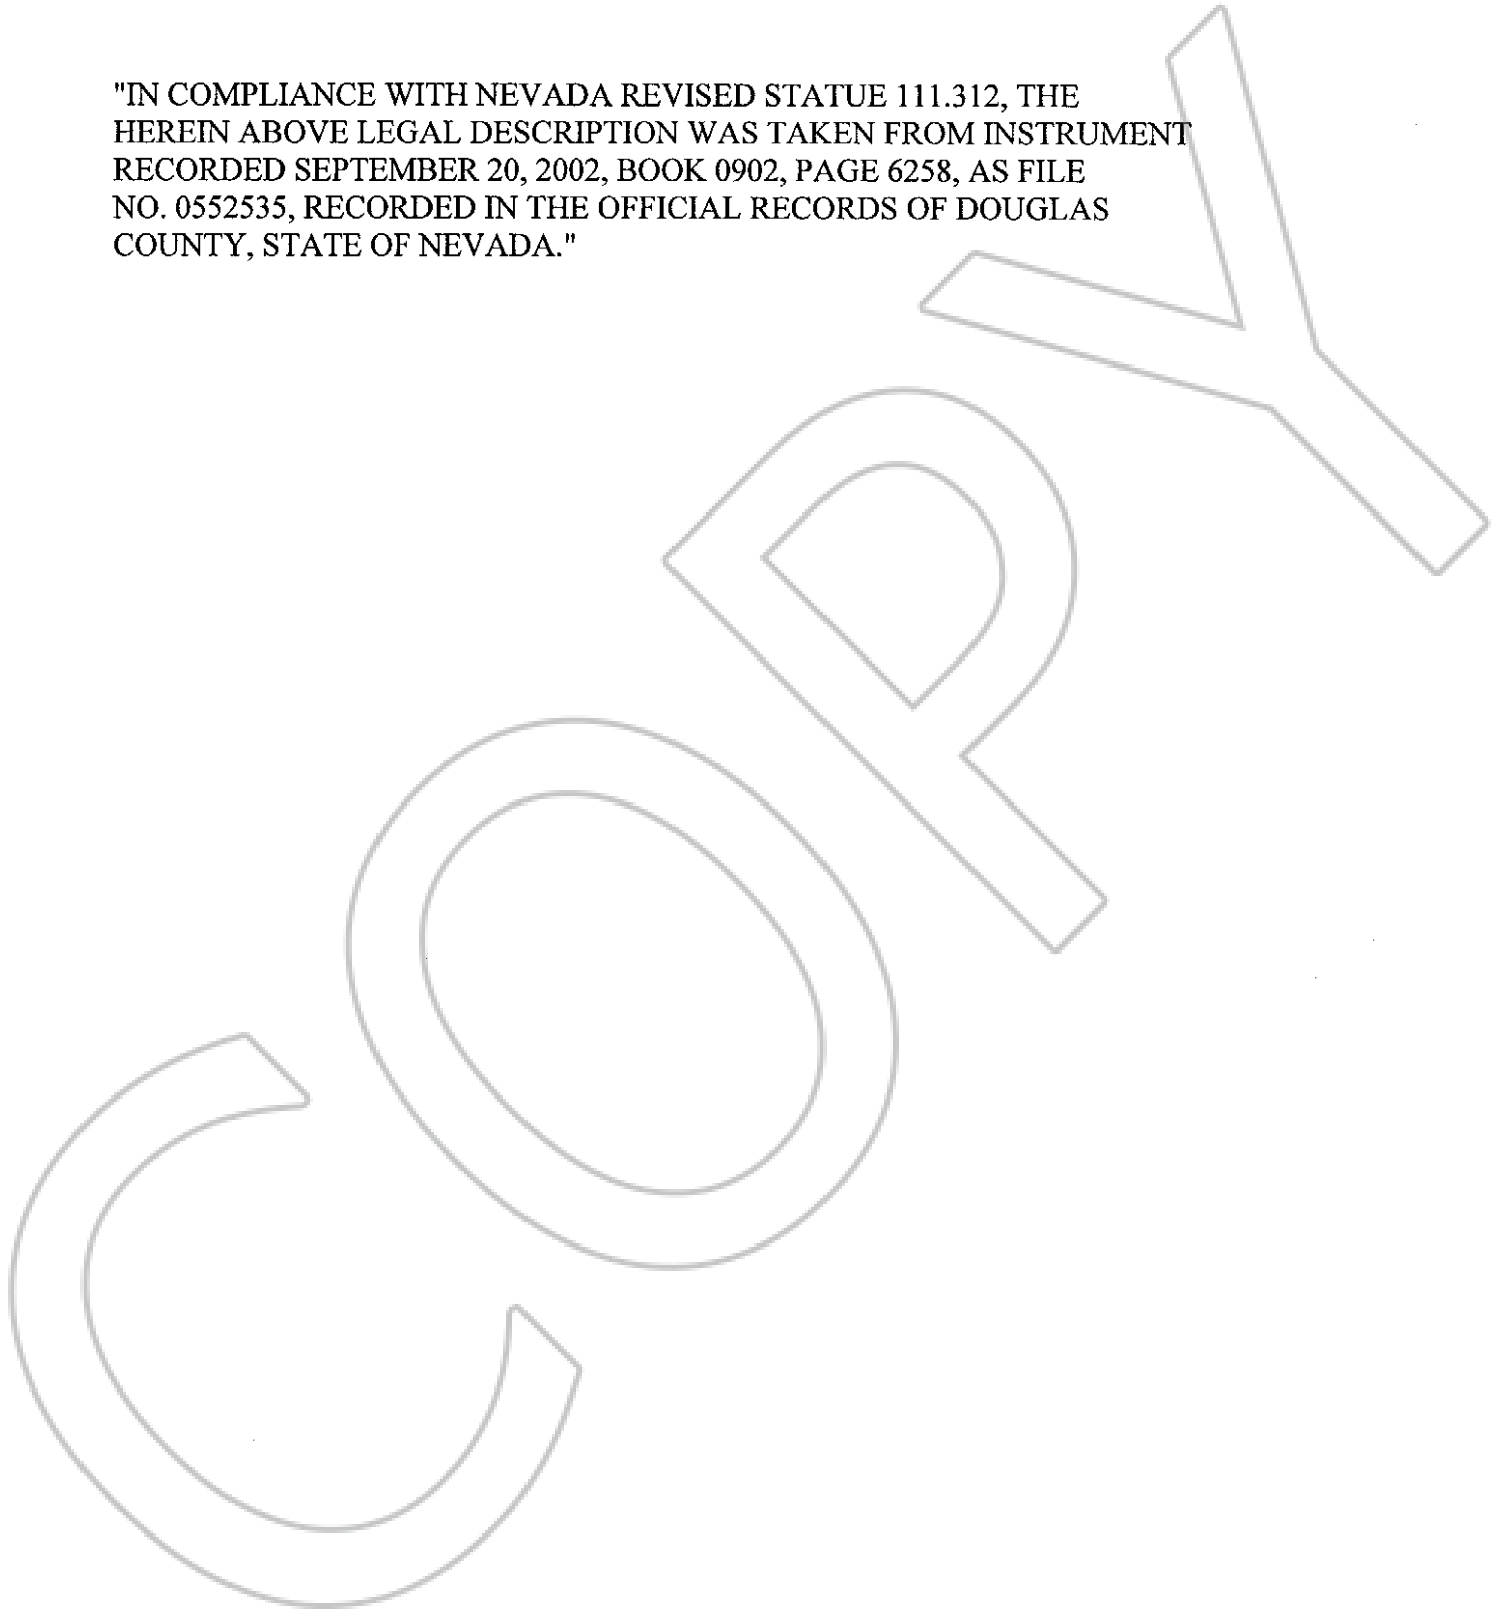 "IN COMPLIANCE WITH NEVADA REVISED STATUE 111.312, THE
HEREIN ABOVE LEGAL DESCRIPTION WAS TAKEN FROM INSTRUMENT
RECORDED SEPTEMBER 20, 2002, BOOK 0902, PAGE 6258, AS FILE
NO. 0552535, RECORDED IN THE OFFICIAL RECORDS OF DOUGLAS
COUNTY, STATE OF NEVADA."
COPY